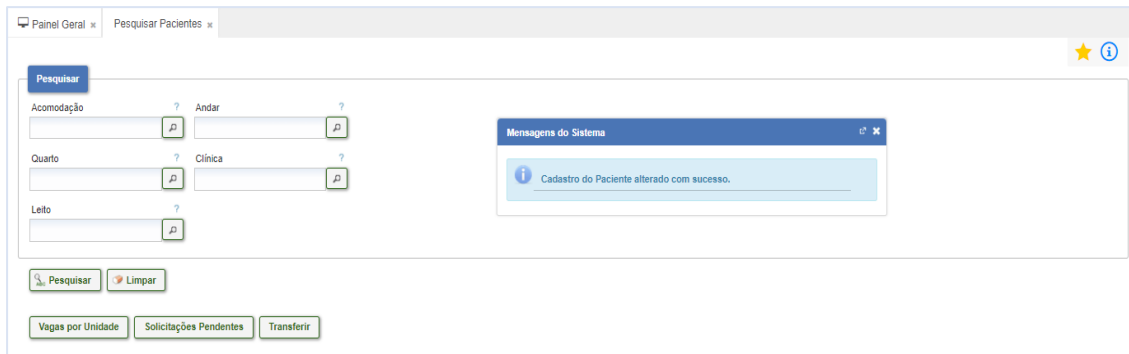 Painel Geral × Pesquisar Pacientes ×
Pesquisar
Acomodação ? Andar ?
Mensagens do Sistema
Quarto ? Clínica ?
Cadastro do Paciente alterado com sucesso.
Leito ?
Pesquisar Limpar
Vagas por Unidade Solicitações Pendentes Transferir